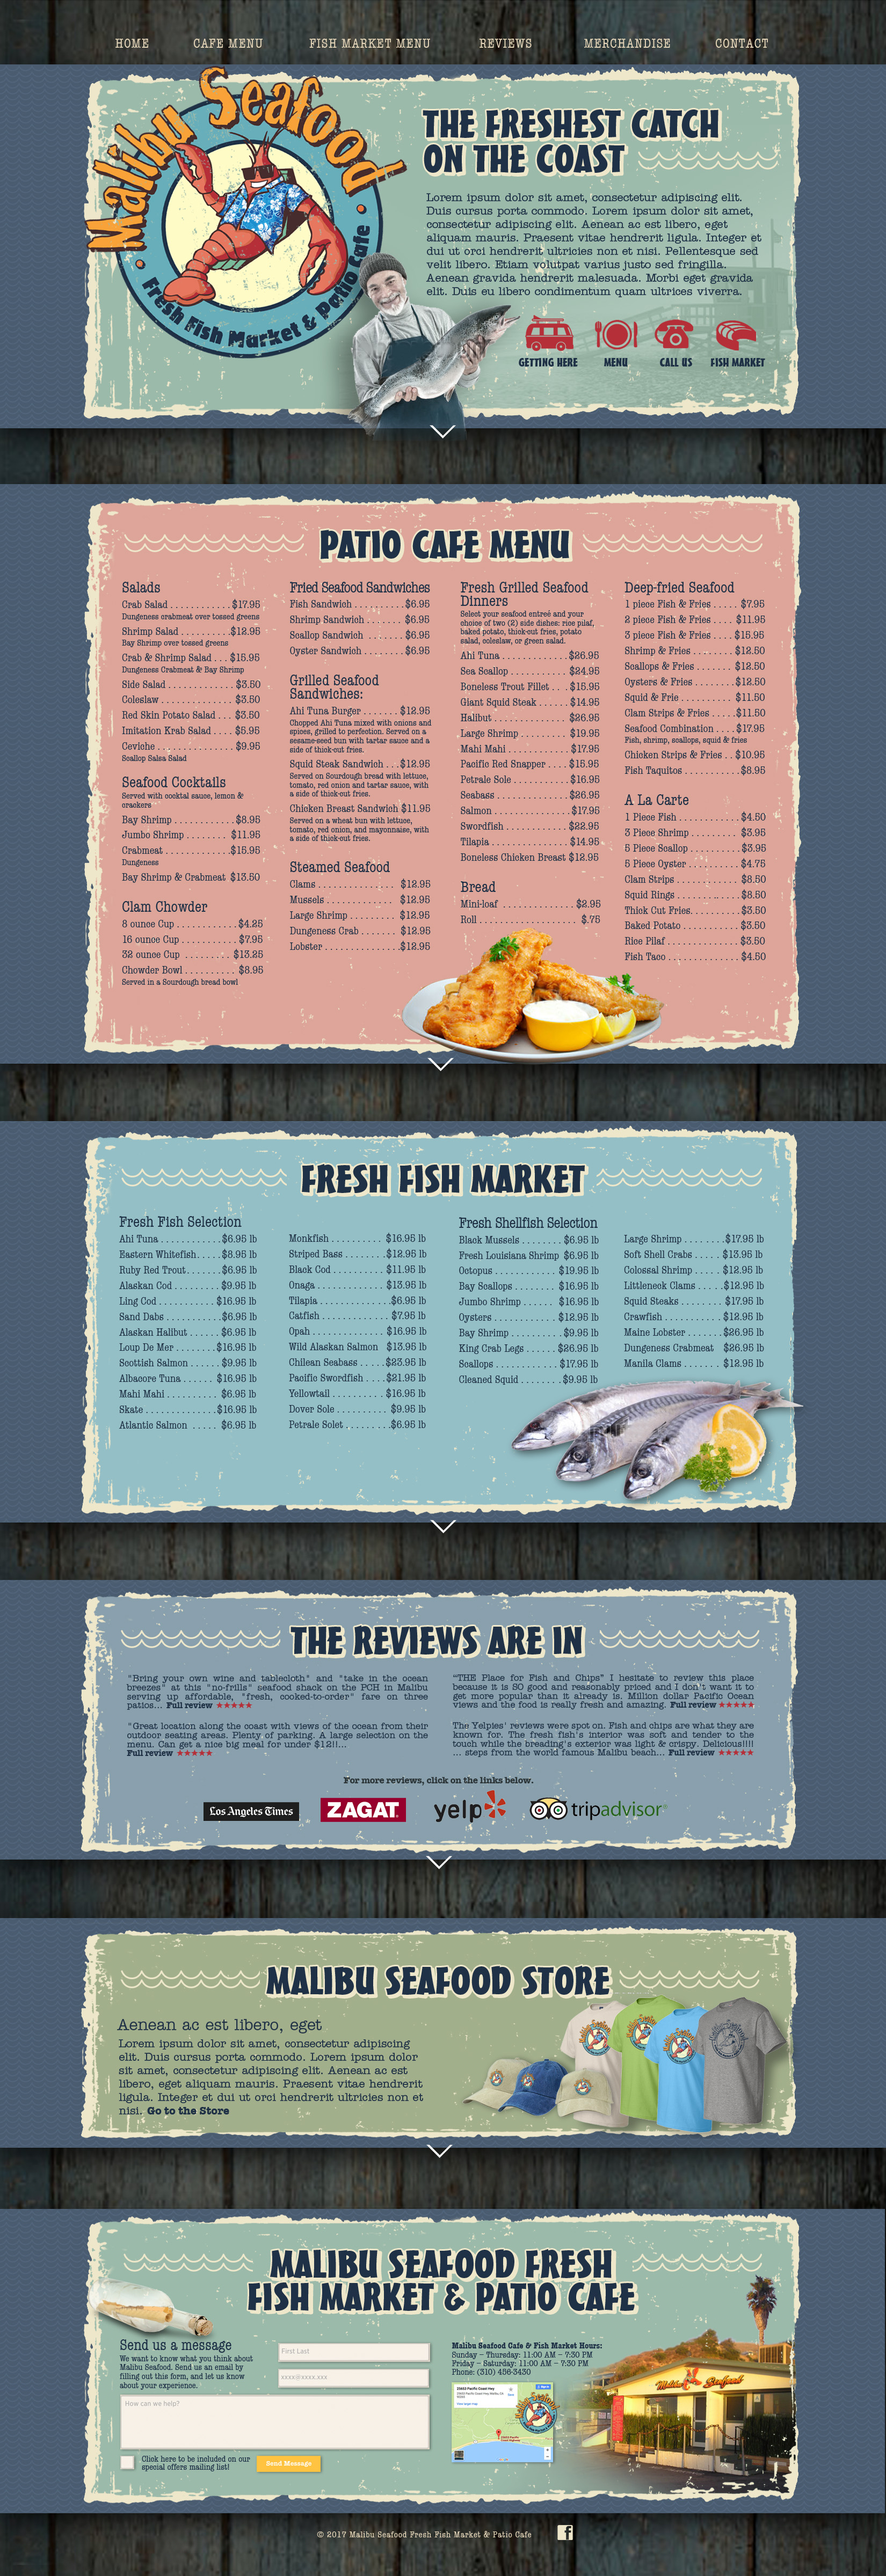 HOME CAFE MENU FISH MARKET MENU REVIEWS MERCHANDISE CONTACT
Malibu Seafood
Fresh Fish Market & Patio Cafe
THE FRESHEST CATCH
ON THE COAST
Lorem ipsum dolor sit amet, consectetur adipiscing elit.
Duis cursus porta commodo. Lorem ipsum dolor sit amet,
consectetur adipiscing elit. Aenean ac est libero, eget
aliquam mauris. Praesent vitae hendrerit ligula. Integer et
dui ut orci hendrerit ultricies non et nisi. Pellentesque sed
velit libero. Etiam volutpat varius justo sed fringilla.
Aenean gravida hendrerit malesuada. Morbi eget gravida
elit. Duis eu libero condimentum quam ultrices viverra.
GETTING HERE MENU CALL US FISH MARKET
PATIO CAFE MENU
Salads
Crab Salad . . . . . . . . . . . . $17.95
Dungeness crabmeat over tossed greens
Shrimp Salad . . . . . . . . . . $12.95
Bay Shrimp over tossed greens
Crab & Shrimp Salad . . . $15.95
Dungeness Crabmeat & Bay Shrimp
Side Salad . . . . . . . . . . . . . $3.50
Coleslaw . . . . . . . . . . . . . . $3.50
Red Skin Potato Salad . . . $3.50
Imitation Krab Salad . . . . $5.95
Ceviche . . . . . . . . . . . . . . . $9.95
Scallop Salsa Salad
Seafood Cocktails
Served with cocktal sauce, lemon &
crackers
Bay Shrimp . . . . . . . . . . . . $8.95
Jumbo Shrimp . . . . . . . . $11.95
Crabmeat . . . . . . . . . . . . . $15.95
Dungeness
Bay Shrimp & Crabmeat $13.50
Clam Chowder
8 ounce Cup . . . . . . . . . . . . $4.25
16 ounce Cup . . . . . . . . . . . $7.95
32 ounce Cup . . . . . . . . . $13.25
Chowder Bowl . . . . . . . . . . $8.95
Served in a Sourdough bread bowl
Fried Seafood Sandwiches
Fish Sandwich . . . . . . . . . . $6.95
Shrimp Sandwich . . . . . . . $6.95
Scallop Sandwich . . . . . . . $6.95
Oyster Sandwich . . . . . . . . $6.95
Grilled Seafood
Sandwiches:
Ahi Tuna Burger . . . . . . . $12.95
Chopped Ahi Tuna mixed with onions and
spices, grilled to perfection. Served on a
sesame-seed bun with tartar sauce and a
side of thick-cut fries.
Squid Steak Sandwich . . . $12.95
Served on Sourdough bread with lettuce,
tomato, red onion and tartar sauce, with
a side of thick-cut fries.
Chicken Breast Sandwich $11.95
Served on a wheat bun with lettuce,
tomato, red onion, and mayonnaise, with
a side of thick-cut fries.
Steamed Seafood
Clams . . . . . . . . . . . . . . . $12.95
Mussels . . . . . . . . . . . . . $12.95
Large Shrimp . . . . . . . . . $12.95
Dungeness Crab . . . . . . . $12.95
Lobster . . . . . . . . . . . . . . . $12.95
Fresh Grilled Seafood
Dinners
Select your seafood entreé and your
choice of two (2) side dishes: rice pilaf,
baked potato, thick-cut fries, potato
salad, coleslaw, or green salad.
Ahi Tuna . . . . . . . . . . . . . $26.95
Sea Scallop . . . . . . . . . . . $24.95
Boneless Trout Fillet . . . $15.95
Giant Squid Steak . . . . . . $14.95
Halibut . . . . . . . . . . . . . . . $26.95
Large Shrimp . . . . . . . . . . $19.95
Mahi Mahi . . . . . . . . . . . . $17.95
Pacific Red Snapper . . . . $15.95
Petrale Sole . . . . . . . . . . . $16.95
Seabass . . . . . . . . . . . . . . $26.95
Salmon . . . . . . . . . . . . . . . $17.95
Swordfish . . . . . . . . . . . . $22.95
Tilapia . . . . . . . . . . . . . . . $14.95
Boneless Chicken Breast $12.95
Bread
Mini-loaf . . . . . . . . . . . . . . $2.95
Roll . . . . . . . . . . . . . . . . . . . $.75
Deep-fried Seafood
1 piece Fish & Fries . . . . . $7.95
2 piece Fish & Fries . . . . $11.95
3 piece Fish & Fries . . . . $15.95
Shrimp & Fries . . . . . . . . . $12.50
Scallops & Fries . . . . . . . $12.50
Oysters & Fries . . . . . . . . $12.50
Squid & Frie . . . . . . . . . . $11.50
Clam Strips & Fries . . . . . $11.50
Seafood Combination . . . . $17.95
Fish, shrimp, scallops, squid & fries
Chicken Strips & Fries . . $10.95
Fish Taquitos . . . . . . . . . . . $8.95
A La Carte
1 Piece Fish . . . . . . . . . . . . $4.50
3 Piece Shrimp . . . . . . . . . $3.95
5 Piece Scallop . . . . . . . . . . $3.95
5 Piece Oyster . . . . . . . . . . $4.75
Clam Strips . . . . . . . . . . . . $8.50
Squid Rings . . . . . . . . . . . . $8.50
Thick Cut Fries. . . . . . . . . . $3.50
Baked Potato . . . . . . . . . . . $3.50
Rice Pilaf . . . . . . . . . . . . . . $3.50
Fish Taco . . . . . . . . . . . . . . $4.50
FRESH FISH MARKET
Fresh Fish Selection
Ahi Tuna . . . . . . . . . . . . $6.95 lb
Eastern Whitefish. . . . . $8.95 lb
Ruby Red Trout. . . . . . . $6.95 lb
Alaskan Cod . . . . . . . . . $9.95 lb
Ling Cod . . . . . . . . . . . $16.95 lb
Sand Dabs . . . . . . . . . . . $6.95 lb
Alaskan Halibut . . . . . . $6.95 lb
Loup De Mer . . . . . . . . $16.95 lb
Scottish Salmon . . . . . . $9.95 lb
Albacore Tuna . . . . . . $16.95 lb
Mahi Mahi . . . . . . . . . . $6.95 lb
Skate . . . . . . . . . . . . . . $16.95 lb
Atlantic Salmon . . . . . $6.95 lb
Monkfish . . . . . . . . . . $16.95 lb
Striped Bass . . . . . . . . $12.95 lb
Black Cod . . . . . . . . . . $11.95 lb
Onaga . . . . . . . . . . . . . $13.95 lb
Tilapia . . . . . . . . . . . . . . $6.95 lb
Catfish . . . . . . . . . . . . . $7.95 lb
Opah . . . . . . . . . . . . . . $16.95 lb
Wild Alaskan Salmon $13.95 lb
Chilean Seabass . . . . . $23.95 lb
Pacific Swordfish . . . . $21.95 lb
Yellowtail . . . . . . . . . . $16.95 lb
Dover Sole . . . . . . . . . . $9.95 lb
Petrale Solet . . . . . . . . . $6.95 lb
Fresh Shellfish Selection
Black Mussels . . . . . . . . $6.95 lb
Fresh Louisiana Shrimp $6.95 lb
Octopus . . . . . . . . . . . . $19.95 lb
Bay Scallops . . . . . . . . $16.95 lb
Jumbo Shrimp . . . . . . $16.95 lb
Oysters . . . . . . . . . . . . . $12.95 lb
Bay Shrimp . . . . . . . . . . $9.95 lb
King Crab Legs . . . . . . $26.95 lb
Scallops . . . . . . . . . . . . $17.95 lb
Cleaned Squid . . . . . . . . $9.95 lb
Large Shrimp . . . . . . . . $17.95 lb
Soft Shell Crabs . . . . . $13.95 lb
Colossal Shrimp . . . . . $12.95 lb
Littleneck Clams . . . . . $12.95 lb
Squid Steaks . . . . . . . . $17.95 lb
Crawfish . . . . . . . . . . . $12.95 lb
Maine Lobster . . . . . . . $26.95 lb
Dungeness Crabmeat $26.95 lb
Manila Clams . . . . . . . $12.95 lb
THE REVIEWS ARE IN
"Bring your own wine and tablecloth" and "take in the ocean
breezes" at this "no-frills" seafood shack on the PCH in Malibu
serving up affordable, "fresh, cooked-to-order" fare on three
patios... Full review ★★★★★
"Great location along the coast with views of the ocean from their
outdoor seating areas. Plenty of parking. A large selection on the
menu. Can get a nice big meal for under $12!!...
Full review ★★★★★
"THE Place for Fish and Chips" I hesitate to review this place
because it is SO good and reasonably priced and I don't want it to
get more popular than it already is. Million dollar Pacific Ocean
views and the food is really fresh and amazing. Full review ★★★★★
The Yelpies' reviews were spot on. Fish and chips are what they are
known for. The fresh fish's interior was soft and tender to the
touch while the breading's exterior was light & crispy. Delicious!!!!
... steps from the world famous Malibu beach... Full review ★★★★★
For more reviews, click on the links below.
Los Angeles Times ZAGAT yelp tripadvisor
MALIBU SEAFOOD STORE
Aenean ac est libero, eget
Lorem ipsum dolor sit amet, consectetur adipiscing
elit. Duis cursus porta commodo. Lorem ipsum dolor
sit amet, consectetur adipiscing elit. Aenean ac est
libero, eget aliquam mauris. Praesent vitae hendrerit
ligula. Integer et dui ut orci hendrerit ultricies non et
nisi. Go to the Store
MALIBU SEAFOOD FRESH
FISH MARKET & PATIO CAFE
Send us a message
We want to know what you think about
Malibu Seafood. Send us an email by
filling out this form, and let us know
about your experience.
First Last
xxxx@xxxx.xxx
How can we help?
Click here to be included on our
special offers mailing list!
Send Message
Malibu Seafood Cafe & Fish Market Hours:
Sunday – Thursday: 11:00 AM – 7:30 PM
Friday – Saturday: 11:00 AM – 7:30 PM
Phone: (310) 456-3430
Malibu Seafood
© 2017 Malibu Seafood Fresh Fish Market & Patio Cafe